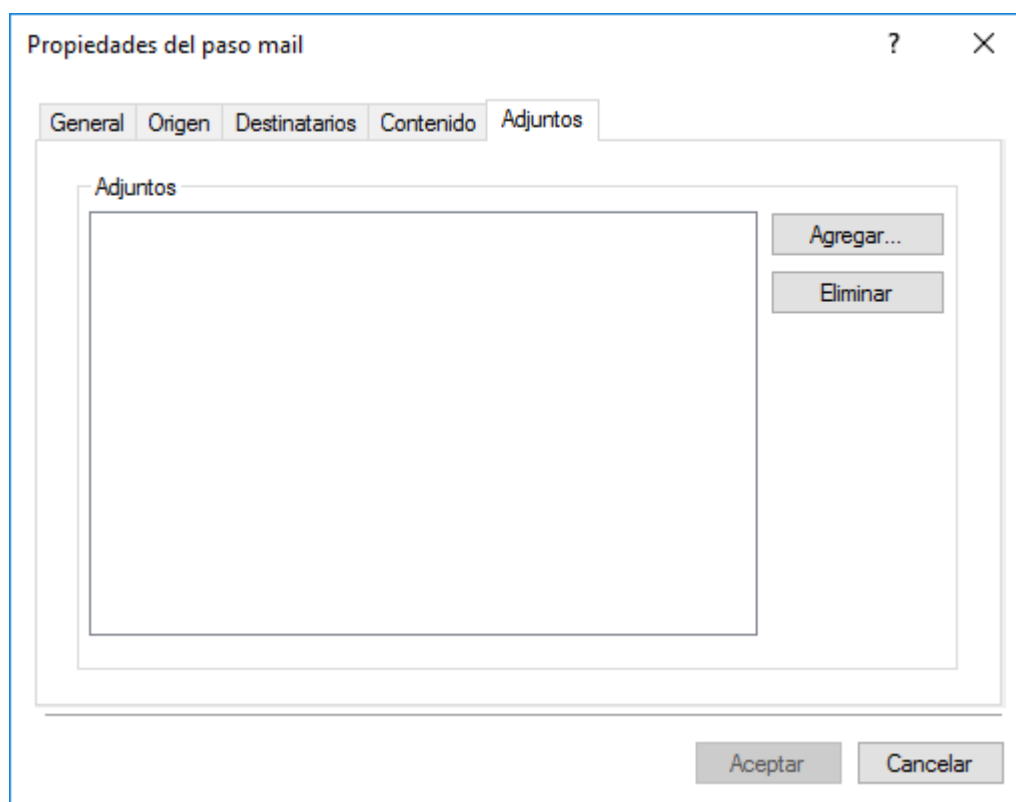 Propiedades del paso mail ?
General Origen Destinatarios Contenido Adjuntos
Adjuntos
Agregar...
Eliminar
Aceptar Cancelar